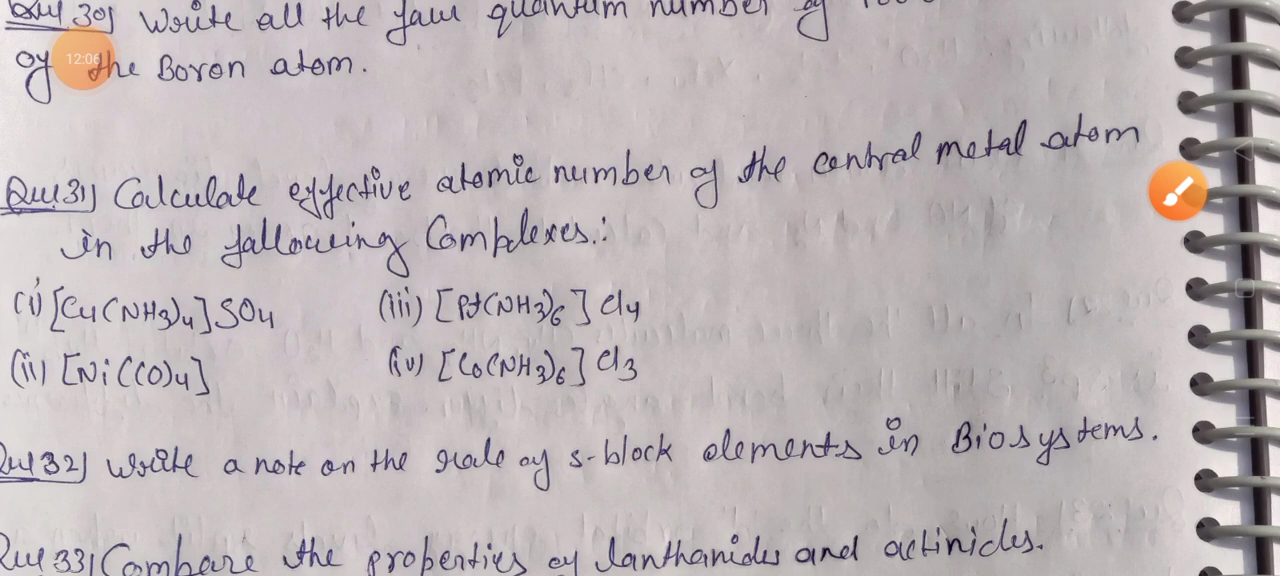 Que 30) Write all the four quantum number of
of the Boron atom.
12:06
Que 31) Calculate effective atomic number of the central metal atom
in the following Complexes.:
(i) [Cu(NH3)4]SO4 (iii) [Pt(NH3)6] Cl4
(ii) [Ni(CO)4] (iv) [Co(NH3)6] Cl3
Que 32) Write a note on the role of s-block elements in Biosystems.
Que 33) Compare the properties of lanthanides and actinides.